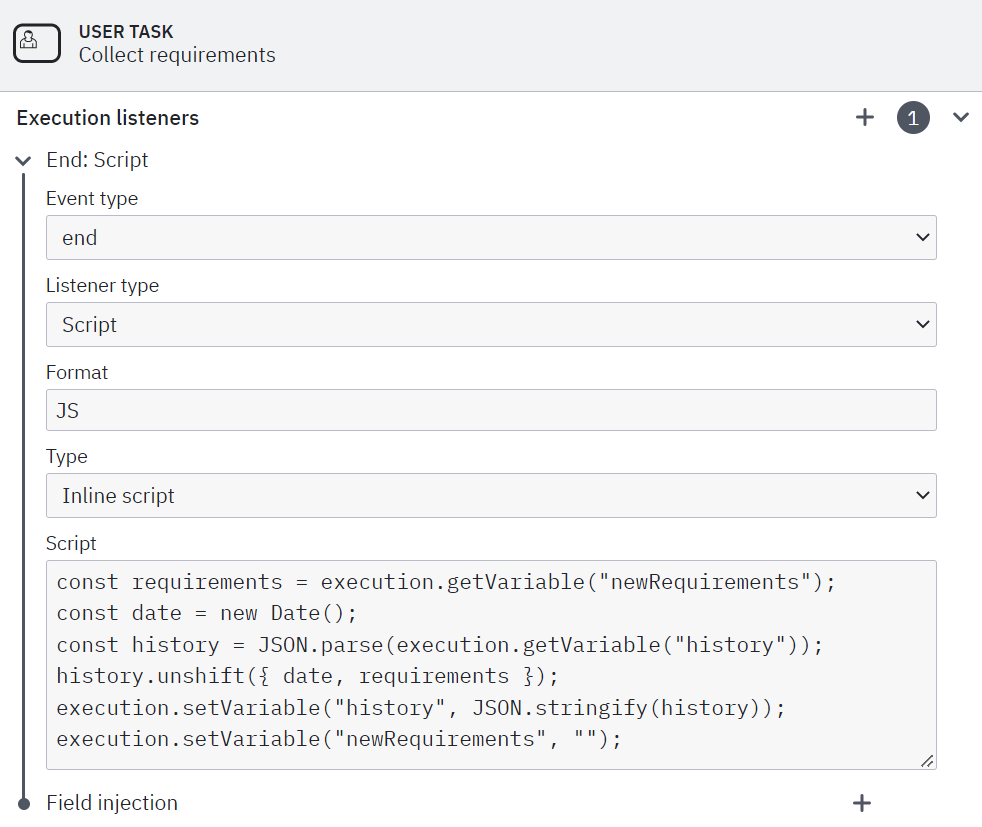 USER TASK
Collect requirements
Execution listeners
1
End: Script
Event type
end
Listener type
Script
Format
JS
Type
Inline script
Script
const requirements = execution.getVariable("newRequirements");
const date = new Date();
const history = JSON.parse(execution.getVariable("history"));
history.unshift({ date, requirements });
execution.setVariable("history", JSON.stringify(history));
execution.setVariable("newRequirements", "");
Field injection